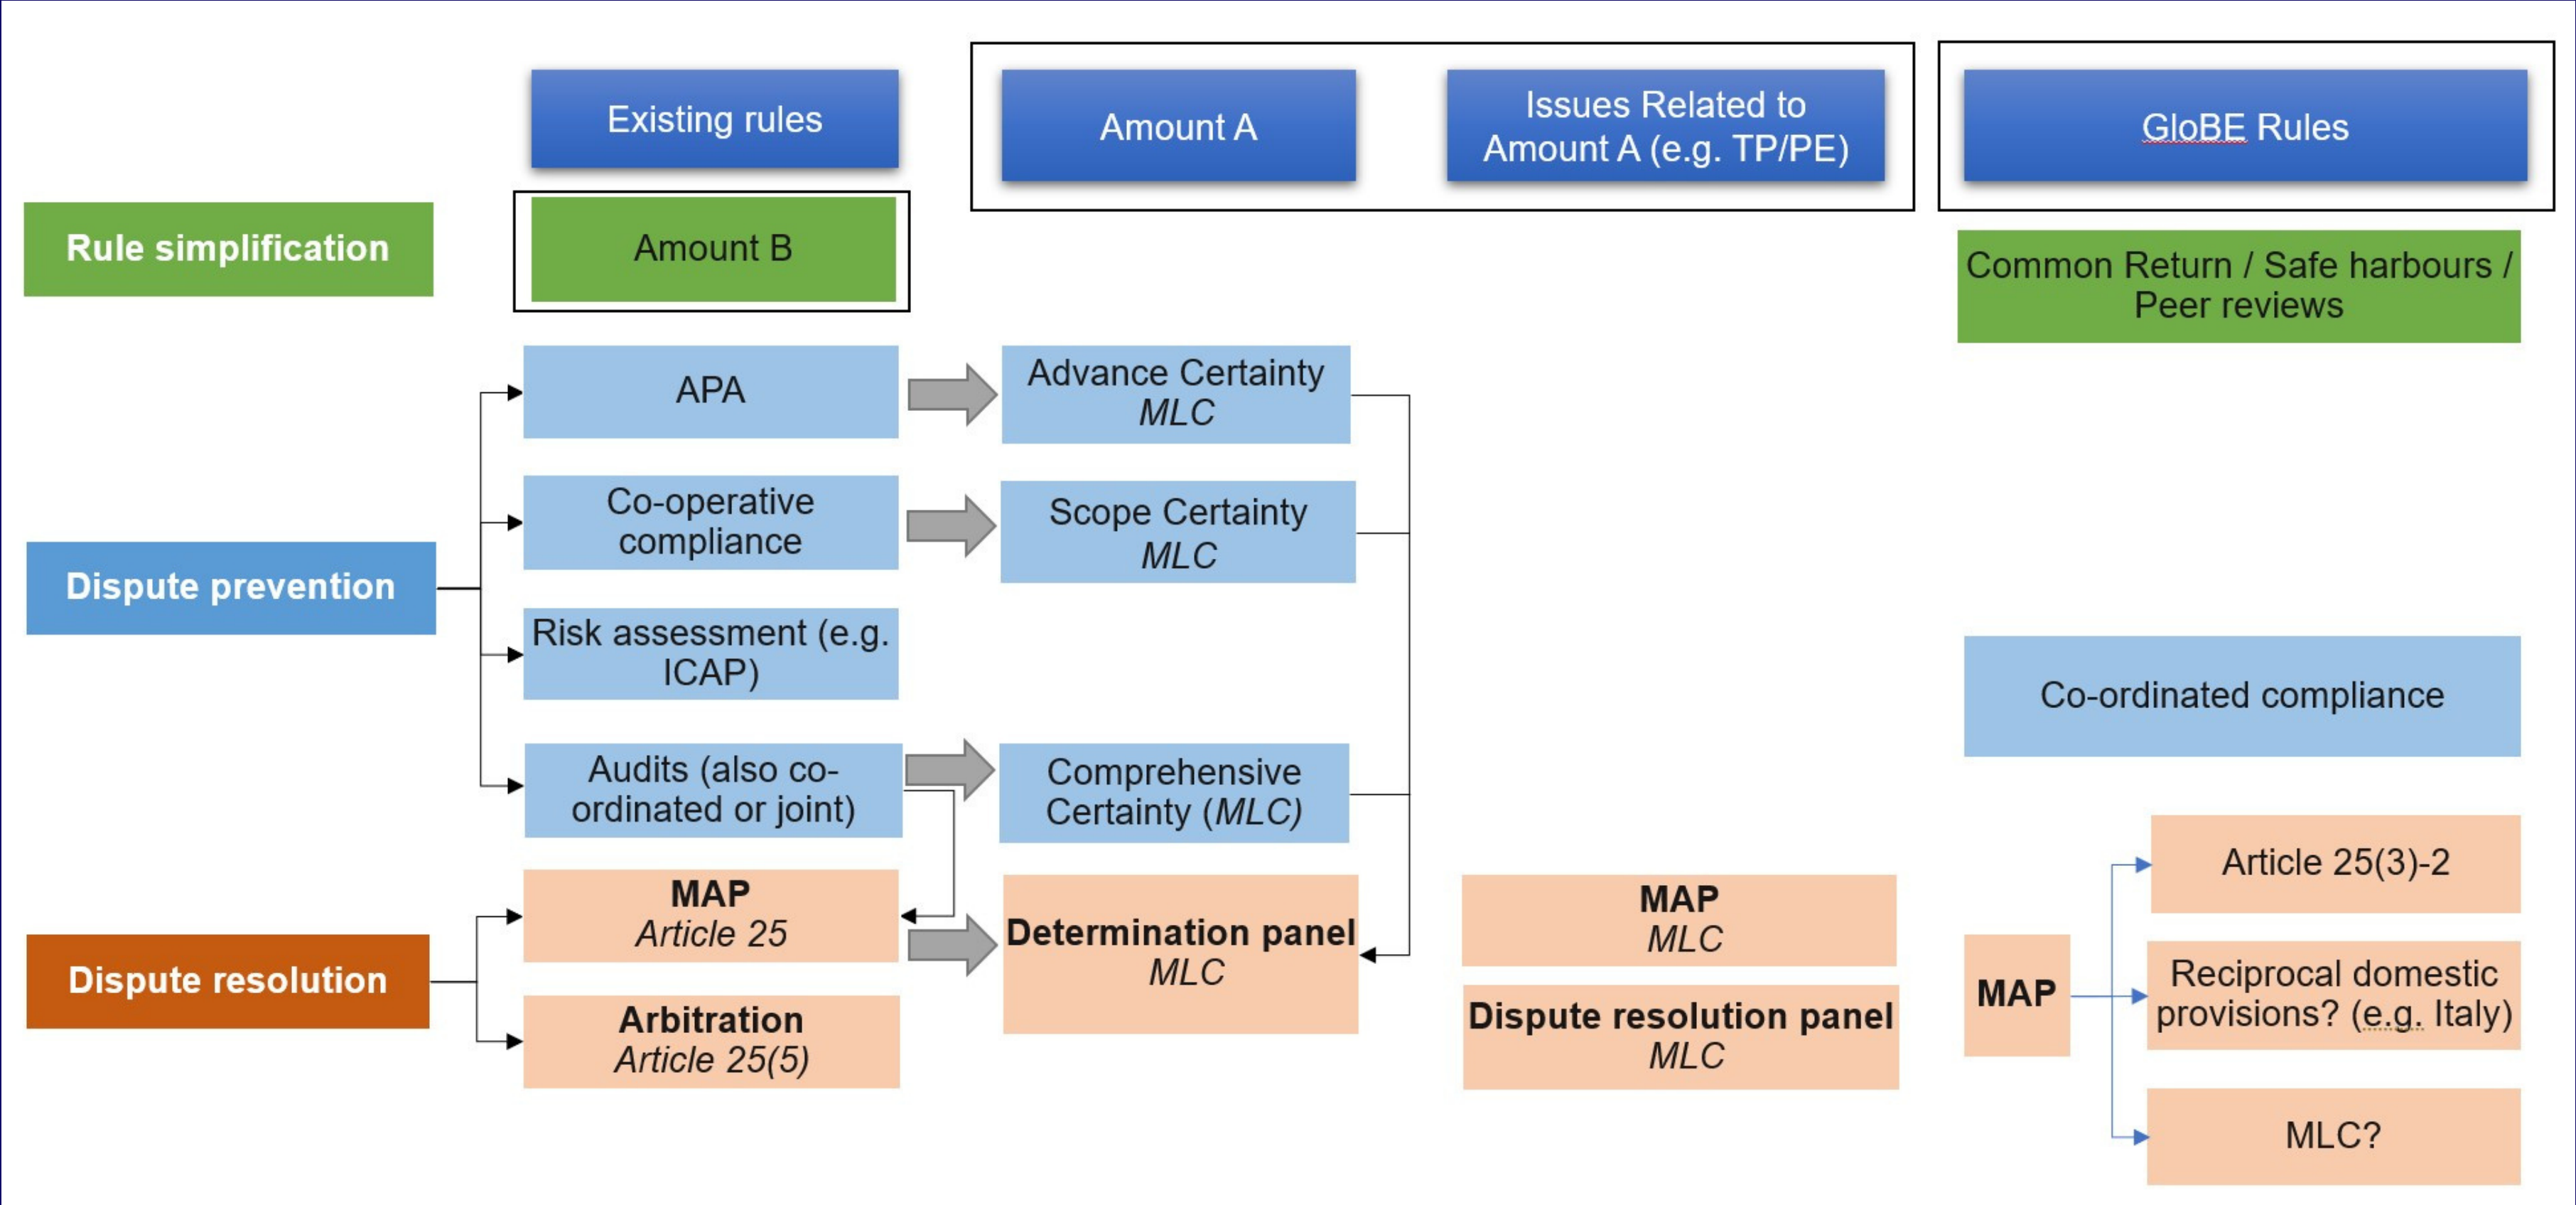 Existing rules
Amount A
Issues Related to
Amount A (e.g. TP/PE)
GloBE Rules
Rule simplification
Amount B
Common Return / Safe harbours /
Peer reviews
Dispute prevention
APA
Advance Certainty
MLC
Co-operative
compliance
Scope Certainty
MLC
Risk assessment (e.g.
ICAP)
Co-ordinated compliance
Audits (also co-
ordinated or joint)
Comprehensive
Certainty (MLC)
Dispute resolution
MAP
Article 25
Arbitration
Article 25(5)
Determination panel
MLC
MAP
MLC
Dispute resolution panel
MLC
MAP
Article 25(3)-2
Reciprocal domestic
provisions? (e.g. Italy)
MLC?